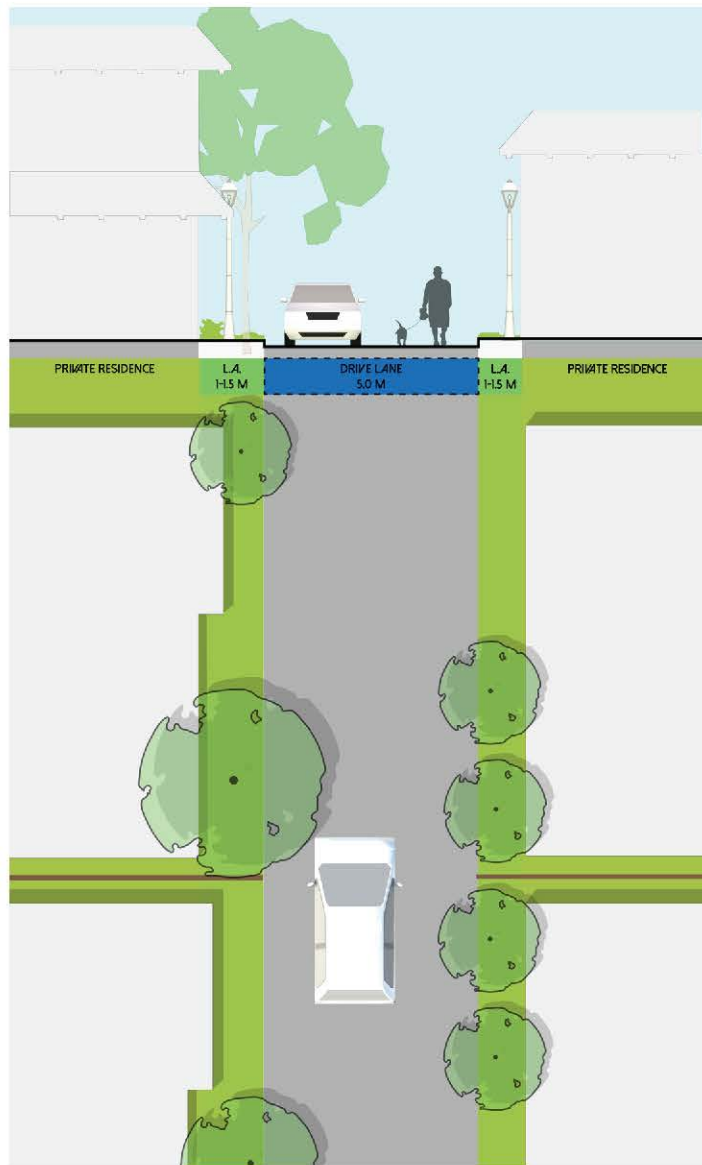 PRIVATE RESIDENCE
L.A.
1-1.5 M
DRIVE LANE
5.0 M
L.A.
1-1.5 M
PRIVATE RESIDENCE